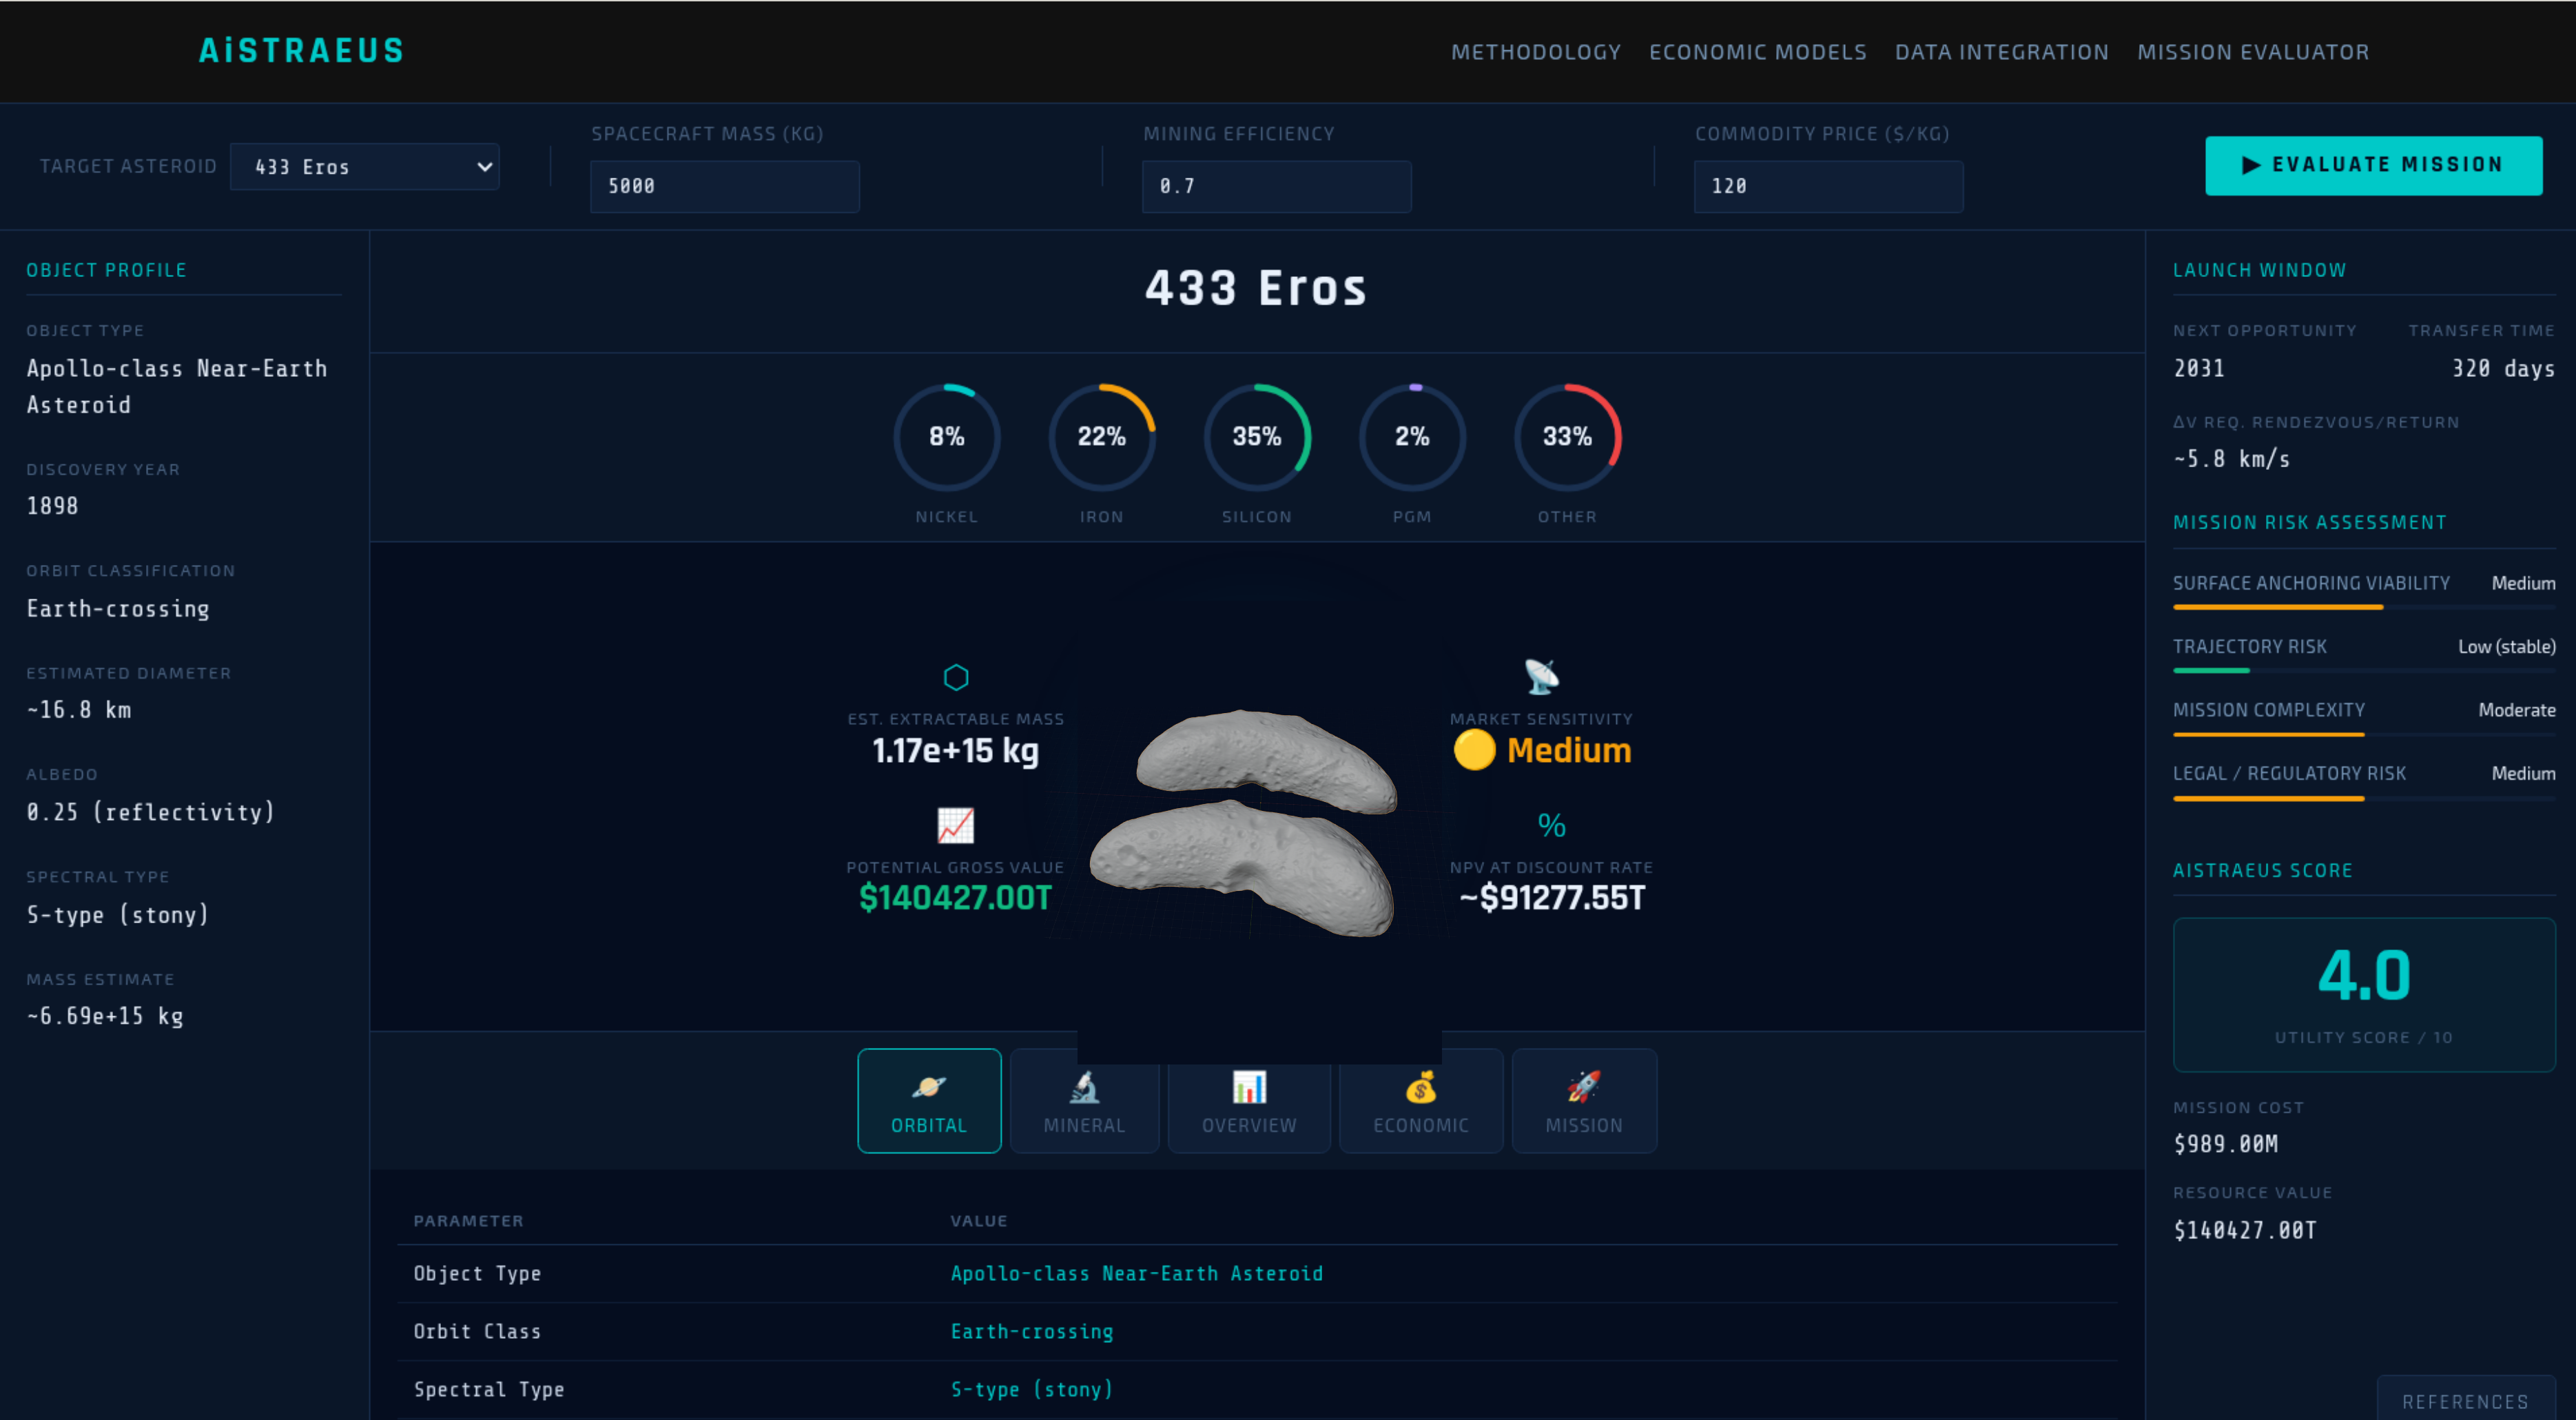 AiSTRAEUS
METHODOLOGY ECONOMIC MODELS DATA INTEGRATION MISSION EVALUATOR
TARGET ASTEROID
433 Eros
SPACECRAFT MASS (KG)
5000
MINING EFFICIENCY
0.7
COMMODITY PRICE ($/KG)
120
▶ EVALUATE MISSION
OBJECT PROFILE
OBJECT TYPE
Apollo-class Near-Earth
Asteroid
DISCOVERY YEAR
1898
ORBIT CLASSIFICATION
Earth-crossing
ESTIMATED DIAMETER
~16.8 km
ALBEDO
0.25 (reflectivity)
SPECTRAL TYPE
S-type (stony)
MASS ESTIMATE
~6.69e+15 kg
433 Eros
8% 22% 35% 2% 33%
NICKEL IRON SILICON PGM OTHER
EST. EXTRACTABLE MASS
1.17e+15 kg
POTENTIAL GROSS VALUE
$140427.00T
MARKET SENSITIVITY
Medium
%
NPV AT DISCOUNT RATE
~$91277.55T
ORBITAL MINERAL OVERVIEW ECONOMIC MISSION
PARAMETER VALUE
Object Type Apollo-class Near-Earth Asteroid
Orbit Class Earth-crossing
Spectral Type S-type (stony)
LAUNCH WINDOW
NEXT OPPORTUNITY TRANSFER TIME
2031 320 days
ΔV REQ. RENDEZVOUS/RETURN
~5.8 km/s
MISSION RISK ASSESSMENT
SURFACE ANCHORING VIABILITY Medium
TRAJECTORY RISK Low (stable)
MISSION COMPLEXITY Moderate
LEGAL / REGULATORY RISK Medium
AISTRAEUS SCORE
4.0
UTILITY SCORE / 10
MISSION COST
$989.00M
RESOURCE VALUE
$140427.00T
REFERENCES